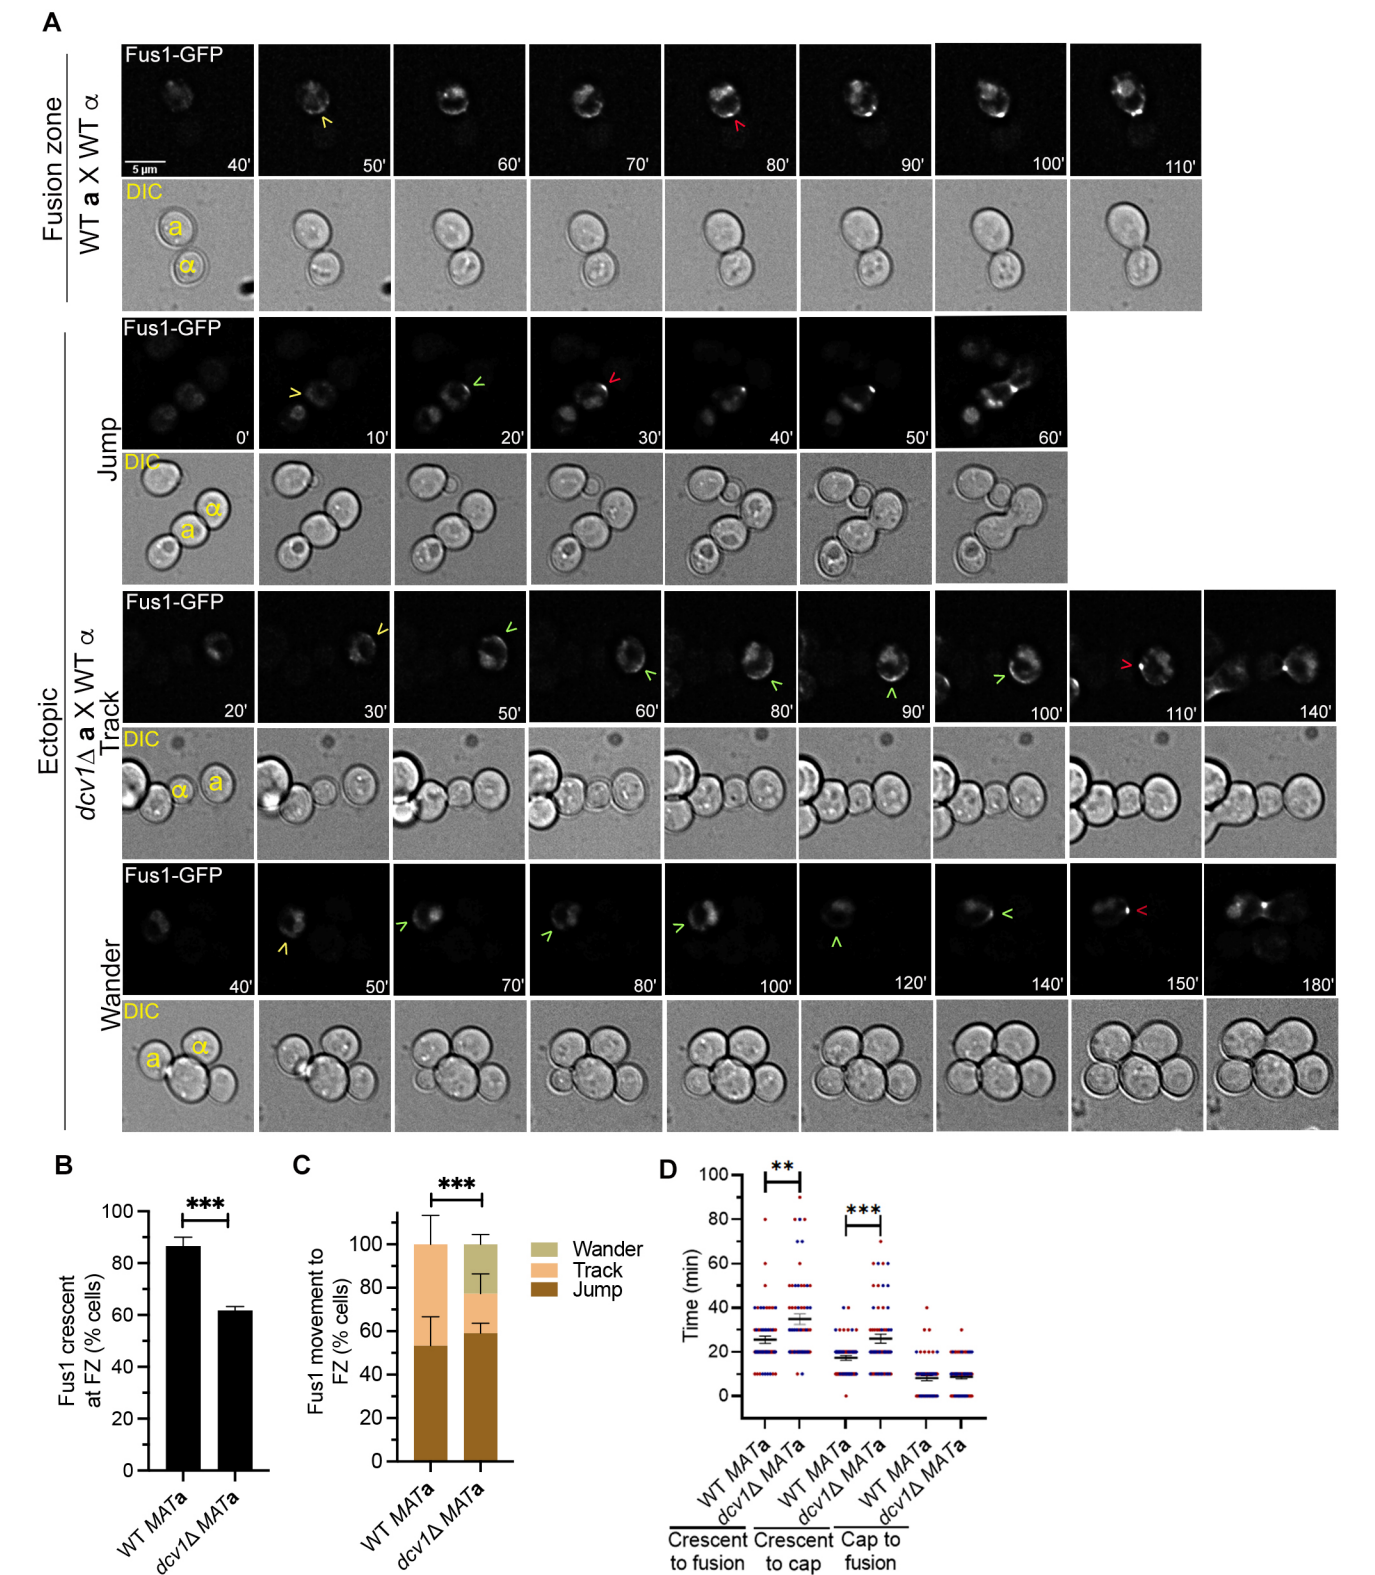 A
Fusion zone
WT a X WT α
Fus1-GFP
5 µm
40' 50' 60' 70' 80' 90' 100' 110'
DIC
a
α
Ectopic
dcv1Δ a X WT α
Jump
Fus1-GFP
0' 10' 20' 30' 40' 50' 60'
DIC
α
a
Track
Fus1-GFP
20' 30' 50' 60' 80' 90' 100' 110' 140'
DIC
α a
Wander
Fus1-GFP
40' 50' 70' 80' 100' 120' 140' 150' 180'
DIC
a α
B
Fus1 crescent
at FZ (% cells)
100
80
60
40
20
0
***
WT MATa
dcv1Δ MATa
C
Fus1 movement to
FZ (% cells)
100
80
60
40
20
0
***
Wander
Track
Jump
WT MATa
dcv1Δ MATa
D
Time (min)
100
80
60
40
20
0
**
***
WT MATa
dcv1Δ MATa
WT MATa
dcv1Δ MATa
WT MATa
dcv1Δ MATa
Crescent
to fusion
Crescent
to cap
Cap to
fusion